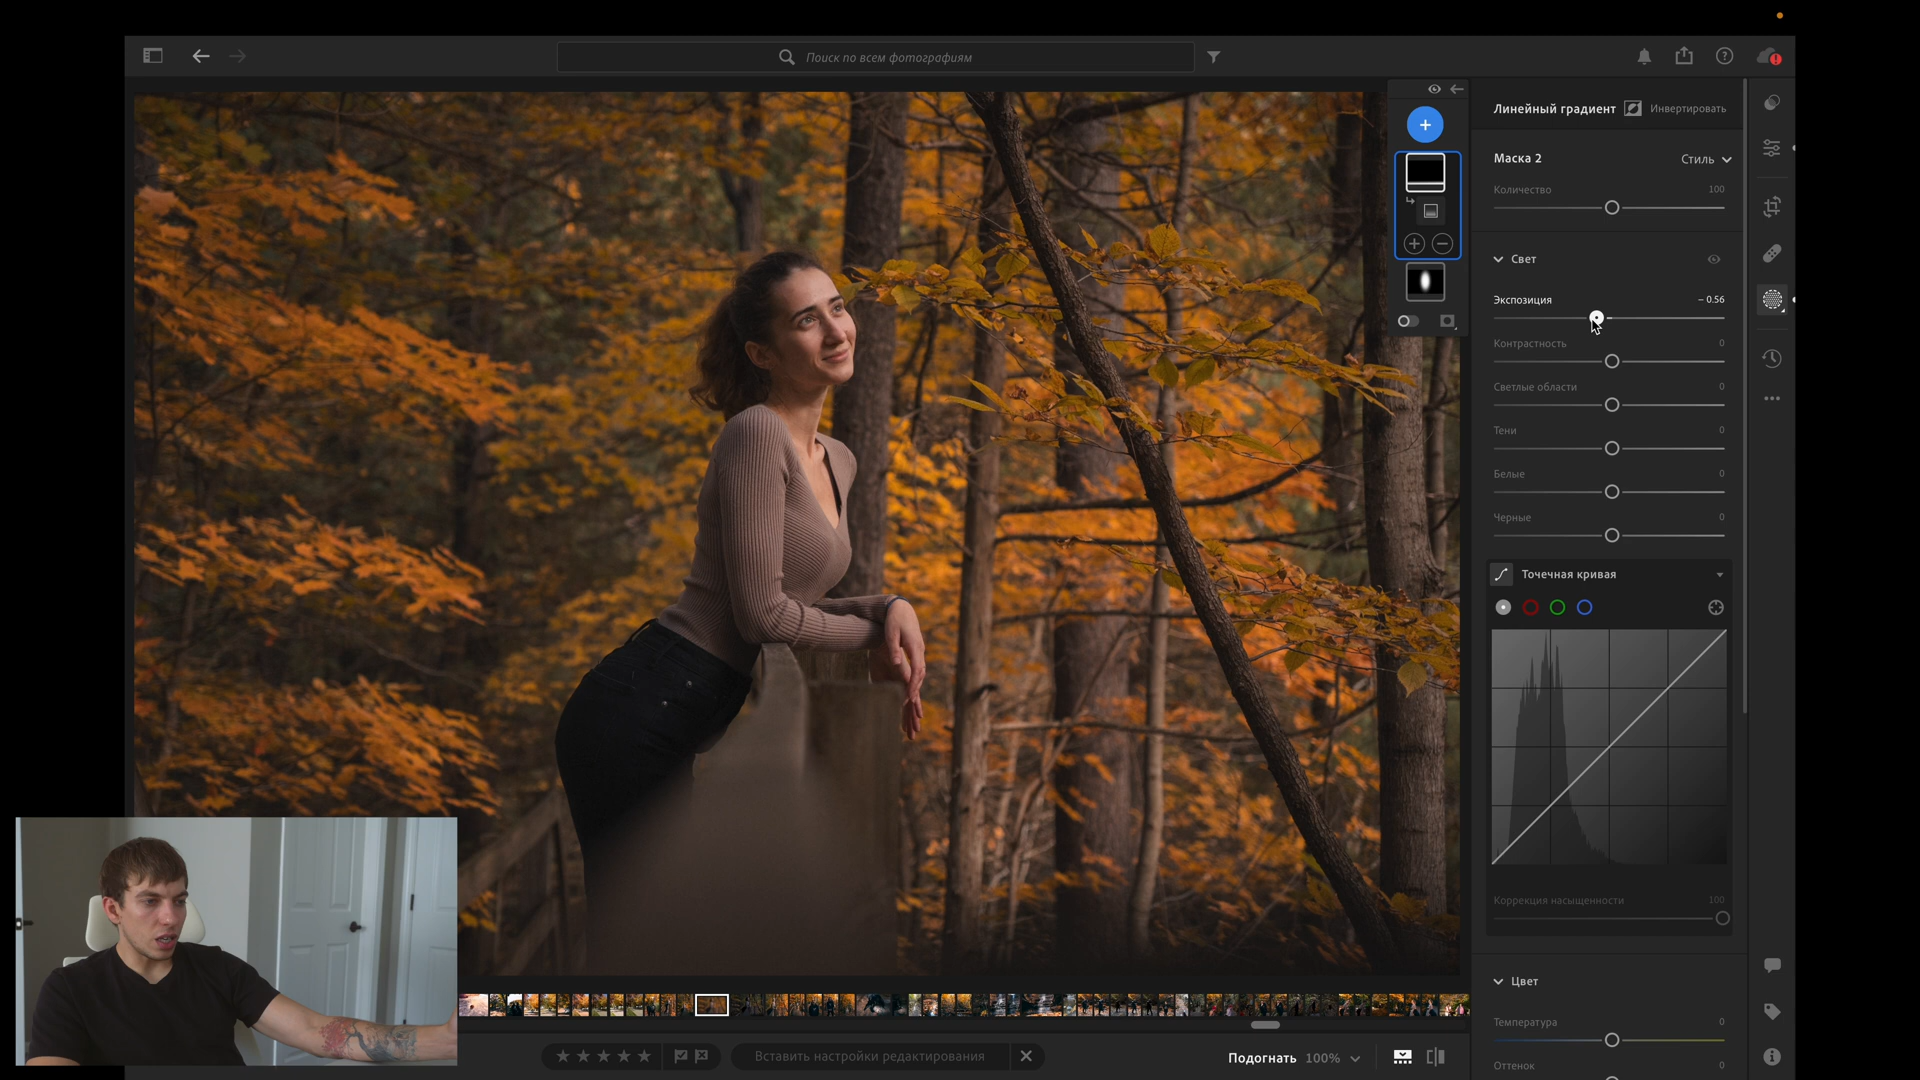 Поиск по всем фотографиям
Линейный градиент
Инвертировать
Маска 2
Стиль
Количество
100
Свет
Экспозиция
– 0.56
Контрастность
0
Светлые области
0
Тени
0
Белые
0
Черные
0
Точечная кривая
Коррекция насыщенности
100
Цвет
Температура
0
Оттенок
0
Вставить настройки редактирования
Подогнать
100%